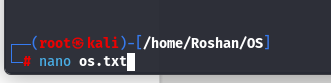 ┌──(root㉿kali)-[/home/Roshan/OS]
└─# nano os.txt